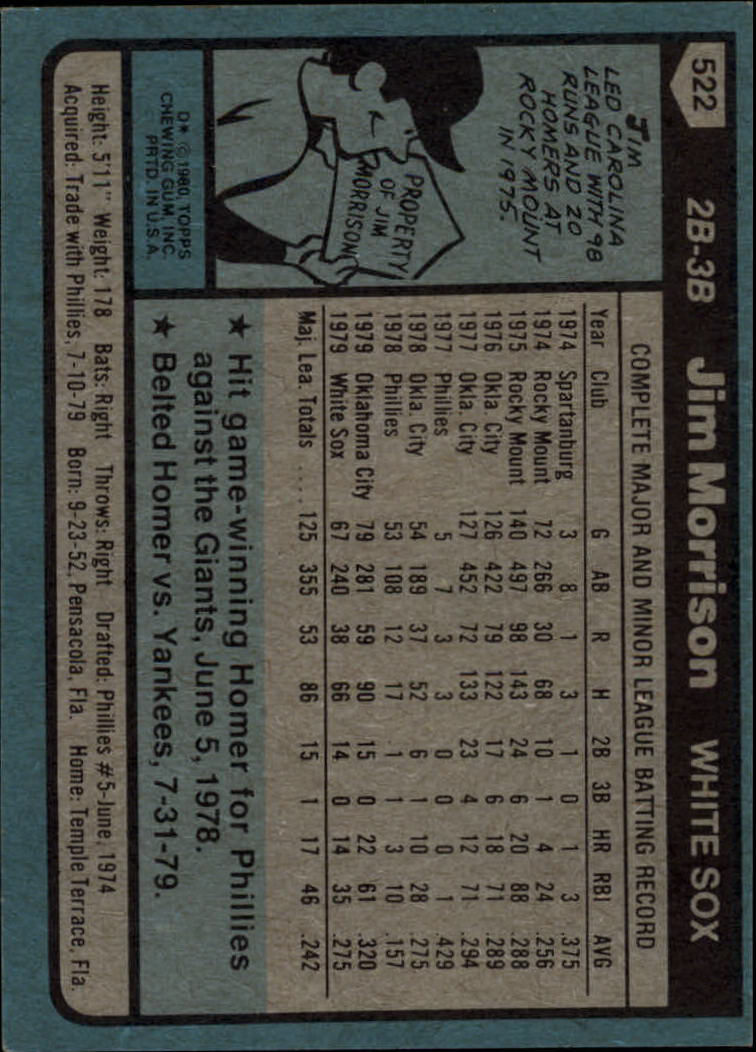 522 2B-3B Jim Morrison WHITE SOX
JIM
LED CAROLINA
LEAGUE WITH 98
RUNS AND 20
HOMERS AT
ROCKY MOUNT
IN 1975.
PROPERTY
OF JIM
MORRISON
D* © 1980, TOPPS
CHEWING GUM, INC.
PRTD. IN U.S.A.
COMPLETE MAJOR AND MINOR LEAGUE BATTING RECORD
Year Club G AB R H 2B 3B HR RBI AVG
1974 Spartanburg 3 8 1 3 1 0 1 3 .375
1974 Rocky Mount 72 266 30 68 10 1 4 24 .256
1975 Rocky Mount 140 497 98 143 24 6 20 88 .288
1976 Okla. City 126 422 79 122 17 6 18 71 .289
1977 Okla. City 127 452 72 133 23 4 12 71 .294
1977 Phillies 5 7 3 3 0 0 0 1 .429
1978 Okla. City 54 189 37 52 6 1 10 28 .275
1978 Phillies 53 108 12 17 1 1 3 10 .157
1979 Oklahoma City 79 281 59 90 15 0 22 61 .320
1979 White Sox 67 240 38 66 14 0 14 35 .275
Maj. Lea. Totals .... 125 355 53 86 15 1 17 46 .242
★ Hit game-winning Homer for Phillies
against the Giants, June 5, 1978.
★ Belted Homer vs. Yankees, 7-31-79.
Height: 5'11" Weight: 178 Bats: Right Throws: Right Drafted: Phillies #5-June, 1974
Acquired: Trade with Phillies, 7-10-79 Born: 9-23-52, Pensacola, Fla. Home: Temple Terrace, Fla.